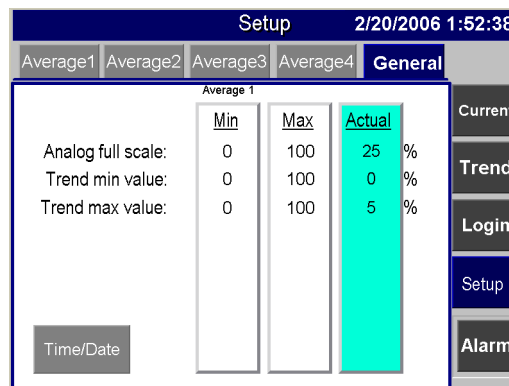 Setup 2/20/2006 1:52:38
Average1 Average2 Average3 Average4 General
Average 1
Min Max Actual
Analog full scale: 0 100 25 %
Trend min value: 0 100 0 %
Trend max value: 0 100 5 %
Time/Date
Curren
Trend
Login
Setup
Alarm